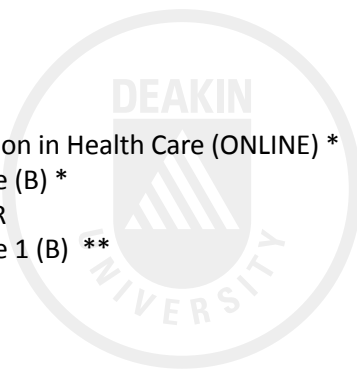 DEAKIN
on in Health Care (ONLINE) *
e (B) *
R
e 1 (B) **
UNIVERSITY